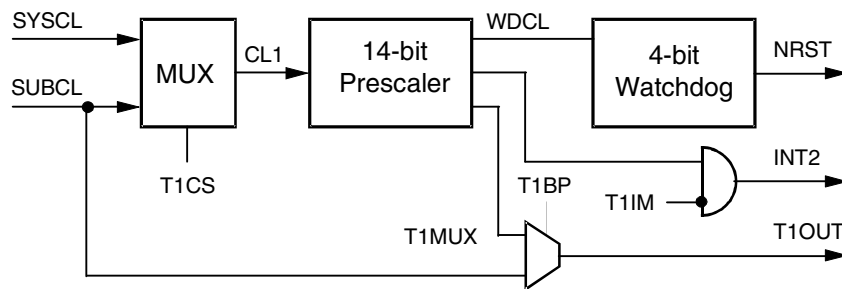 SYSCL
SUBCL
MUX
T1CS
CL1
14-bit
Prescaler
WDCL
4-bit
Watchdog
NRST
INT2
T1BP
T1IM
T1MUX
T1OUT